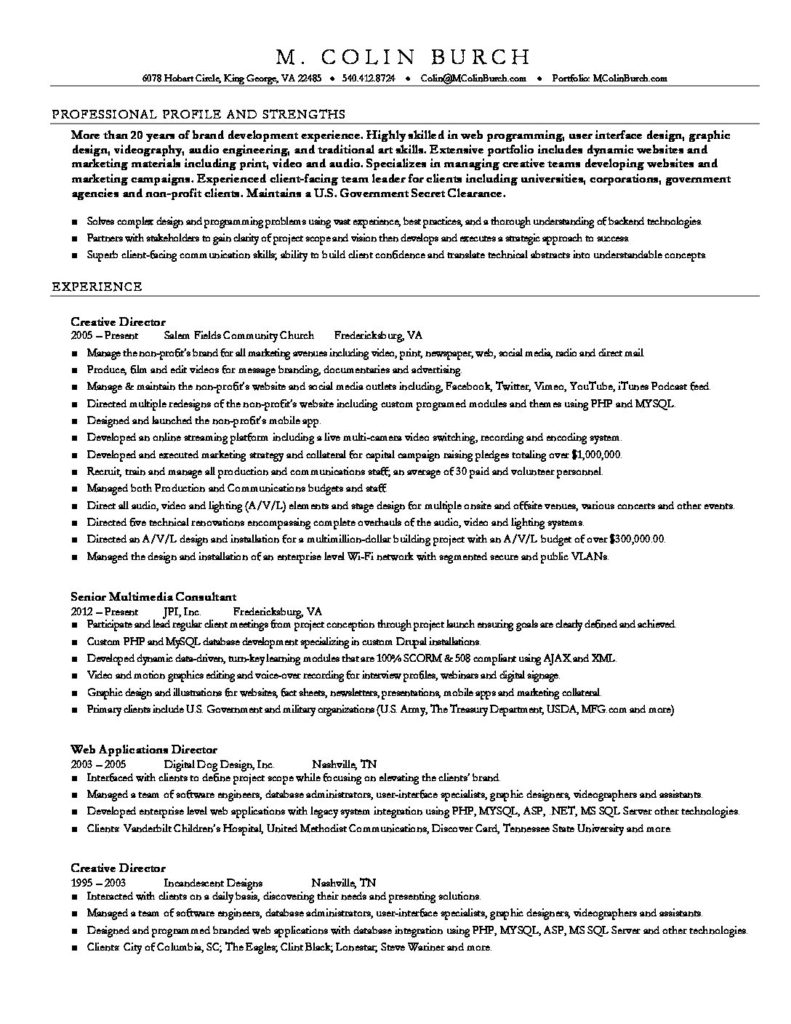 M. COLIN BURCH
6078 Hobart Circle, King George, VA 22485 • 540.412.8724 • Colin@MColinBurch.com • Portfolio: MColinBurch.com
PROFESSIONAL PROFILE AND STRENGTHS
More than 20 years of brand development experience. Highly skilled in web programming, user interface design, graphic
design, videography, audio engineering, and traditional art skills. Extensive portfolio includes dynamic websites and
marketing materials including print, video and audio. Specializes in managing creative teams developing websites and
marketing campaigns. Experienced client-facing team leader for clients including universities, corporations, government
agencies and non-profit clients. Maintains a U.S. Government Secret Clearance.
■ Solves complex design and programming problems using vast experience, best practices, and a thorough understanding of backend technologies.
■ Partners with stakeholders to gain clarity of project scope and vision then develops and executes a strategic approach to success.
■ Superb client-facing communication skills; ability to build client confidence and translate technical abstracts into understandable concepts.
EXPERIENCE
Creative Director
2005 – Present Salem Fields Community Church Fredericksburg, VA
■ Manage the non-profit's brand for all marketing avenues including video, print, newspaper, web, social media, radio and direct mail.
■ Produce, film and edit videos for message branding, documentaries and advertising.
■ Manage & maintain the non-profit's website and social media outlets including, Facebook, Twitter, Vimeo, YouTube, iTunes Podcast feed.
■ Directed multiple redesigns of the non-profit's website including custom programed modules and themes using PHP and MYSQL.
■ Designed and launched the non-profit's mobile app.
■ Developed an online streaming platform including a live multi-camera video switching, recording and encoding system.
■ Developed and executed marketing strategy and collateral for capital campaign raising pledges totaling over $1,000,000.
■ Recruit, train and manage all production and communications staff; an average of 30 paid and volunteer personnel.
■ Managed both Production and Communications budgets and staff.
■ Direct all audio, video and lighting (A/V/L) elements and stage design for multiple onsite and offsite venues, various concerts and other events.
■ Directed five technical renovations encompassing complete overhauls of the audio, video and lighting systems.
■ Directed an A/V/L design and installation for a multimillion-dollar building project with an A/V/L budget of over $300,000.00.
■ Managed the design and installation of an enterprise level Wi-Fi network with segmented secure and public VLANs.
Senior Multimedia Consultant
2012 – Present JPI, Inc. Fredericksburg, VA
■ Participate and lead regular client meetings from project conception through project launch ensuring goals are clearly defined and achieved.
■ Custom PHP and MySQL database development specializing in custom Drupal installations.
■ Developed dynamic data-driven, turn-key learning modules that are 100% SCORM & 508 compliant using AJAX and XML.
■ Video and motion graphics editing and voice-over recording for interview profiles, webinars and digital signage.
■ Graphic design and illustrations for websites, fact sheets, newsletters, presentations, mobile apps and marketing collateral.
■ Primary clients include U.S. Government and military organizations (U.S. Army, The Treasury Department, USDA, MFG.com and more)
Web Applications Director
2003 – 2005 Digital Dog Design, Inc. Nashville, TN
■ Interfaced with clients to define project scope while focusing on elevating the clients' brand.
■ Managed a team of software engineers, database administrators, user-interface specialists, graphic designers, videographers and assistants.
■ Developed enterprise level web applications with legacy system integration using PHP, MYSQL, ASP, .NET, MS SQL Server other technologies.
■ Clients: Vanderbilt Children's Hospital, United Methodist Communications, Discover Card, Tennessee State University and more.
Creative Director
1995 – 2003 Incandescent Designs Nashville, TN
■ Interacted with clients on a daily basis, discovering their needs and presenting solutions.
■ Managed a team of software engineers, database administrators, user-interface specialists, graphic designers, videographers and assistants.
■ Designed and programmed branded web applications with database integration using PHP, MYSQL, ASP, MS SQL Server and other technologies.
■ Clients: City of Columbia, SC; The Eagles; Clint Black; Lonestar; Steve Wariner and more.